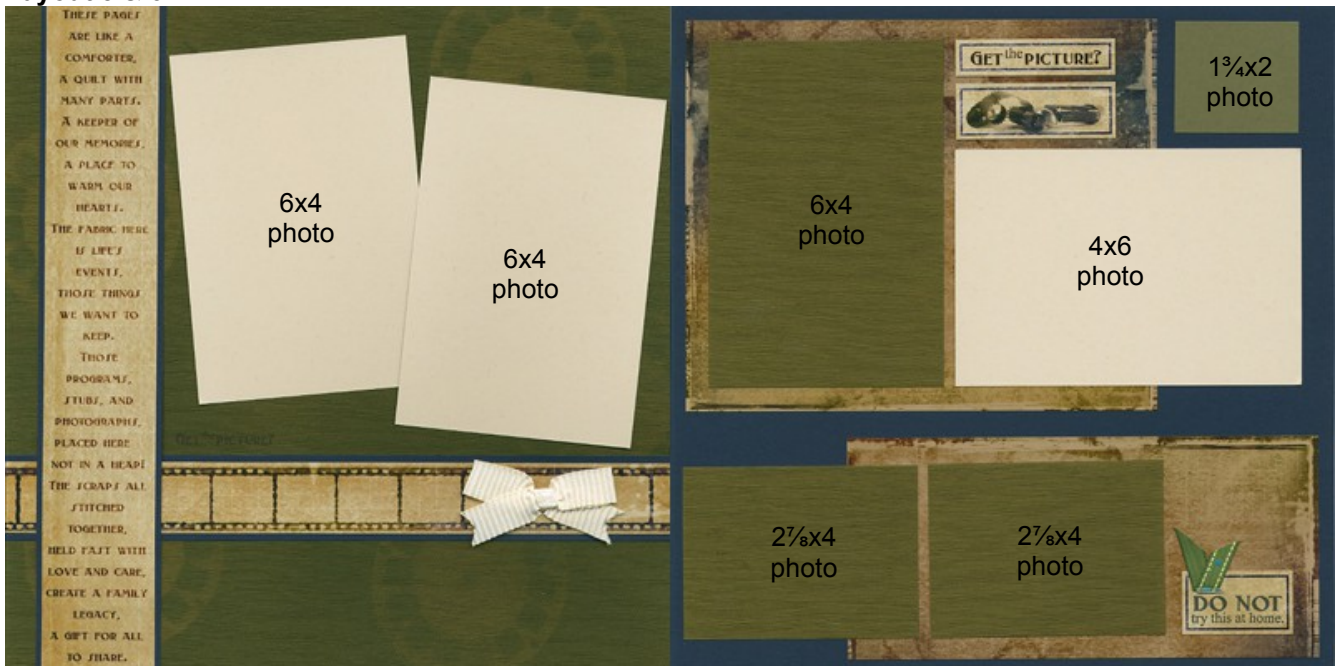 THESE PAGES
ARE LIKE A
COMFORTER,
A QUILT WITH
MANY PARTS.
A KEEPER OF
OUR MEMORIES,
A PLACE TO
WARM OUR
HEARTS.
THE FABRIC HERE
IS LIFE'S
EVENTS,
THOSE THINGS
WE WANT TO
KEEP.
THOSE
PROGRAMS,
STUBS, AND
PHOTOGRAPHS,
PLACED HERE
NOT IN A HEAP!
THE SCRAPS ALL
STITCHED
TOGETHER,
HELD FAST WITH
LOVE AND CARE,
CREATE A FAMILY
LEGACY,
A GIFT FOR ALL
TO SHARE.
6x4
photo
6x4
photo
GET the PICTURE?
6x4
photo
GET the PICTURE?
1¾x2
photo
4x6
photo
2⅞x4
photo
2⅞x4
photo
DO NOT
try this at home.